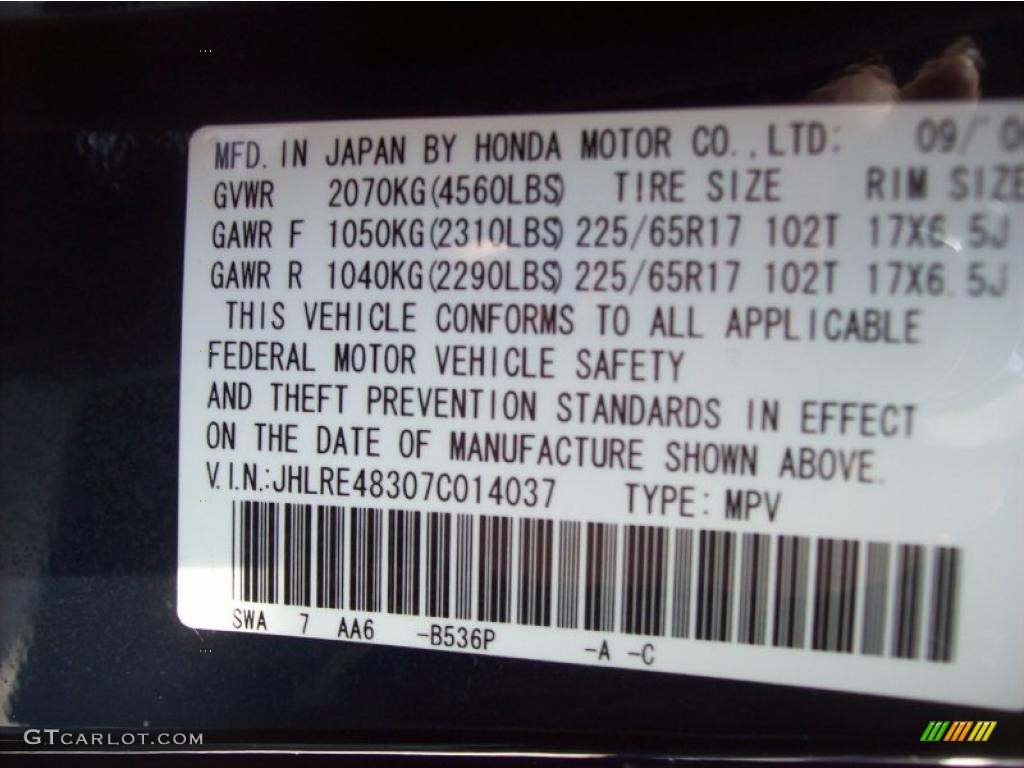 MFD. IN JAPAN BY HONDA MOTOR CO., LTD: 09/
GVWR 2070KG(4560LBS) TIRE SIZE RIM SIZE
GAWR F 1050KG(2310LBS) 225/65R17 102T 17X6.5J
GAWR R 1040KG(2290LBS) 225/65R17 102T 17X6.5J
THIS VEHICLE CONFORMS TO ALL APPLICABLE
FEDERAL MOTOR VEHICLE SAFETY
AND THEFT PREVENTION STANDARDS IN EFFECT
ON THE DATE OF MANUFACTURE SHOWN ABOVE.
V.I.N.:JHLRE48307C014037 TYPE: MPV
SWA 7 AA6 -B536P -A -C
GTCARLOT.COM